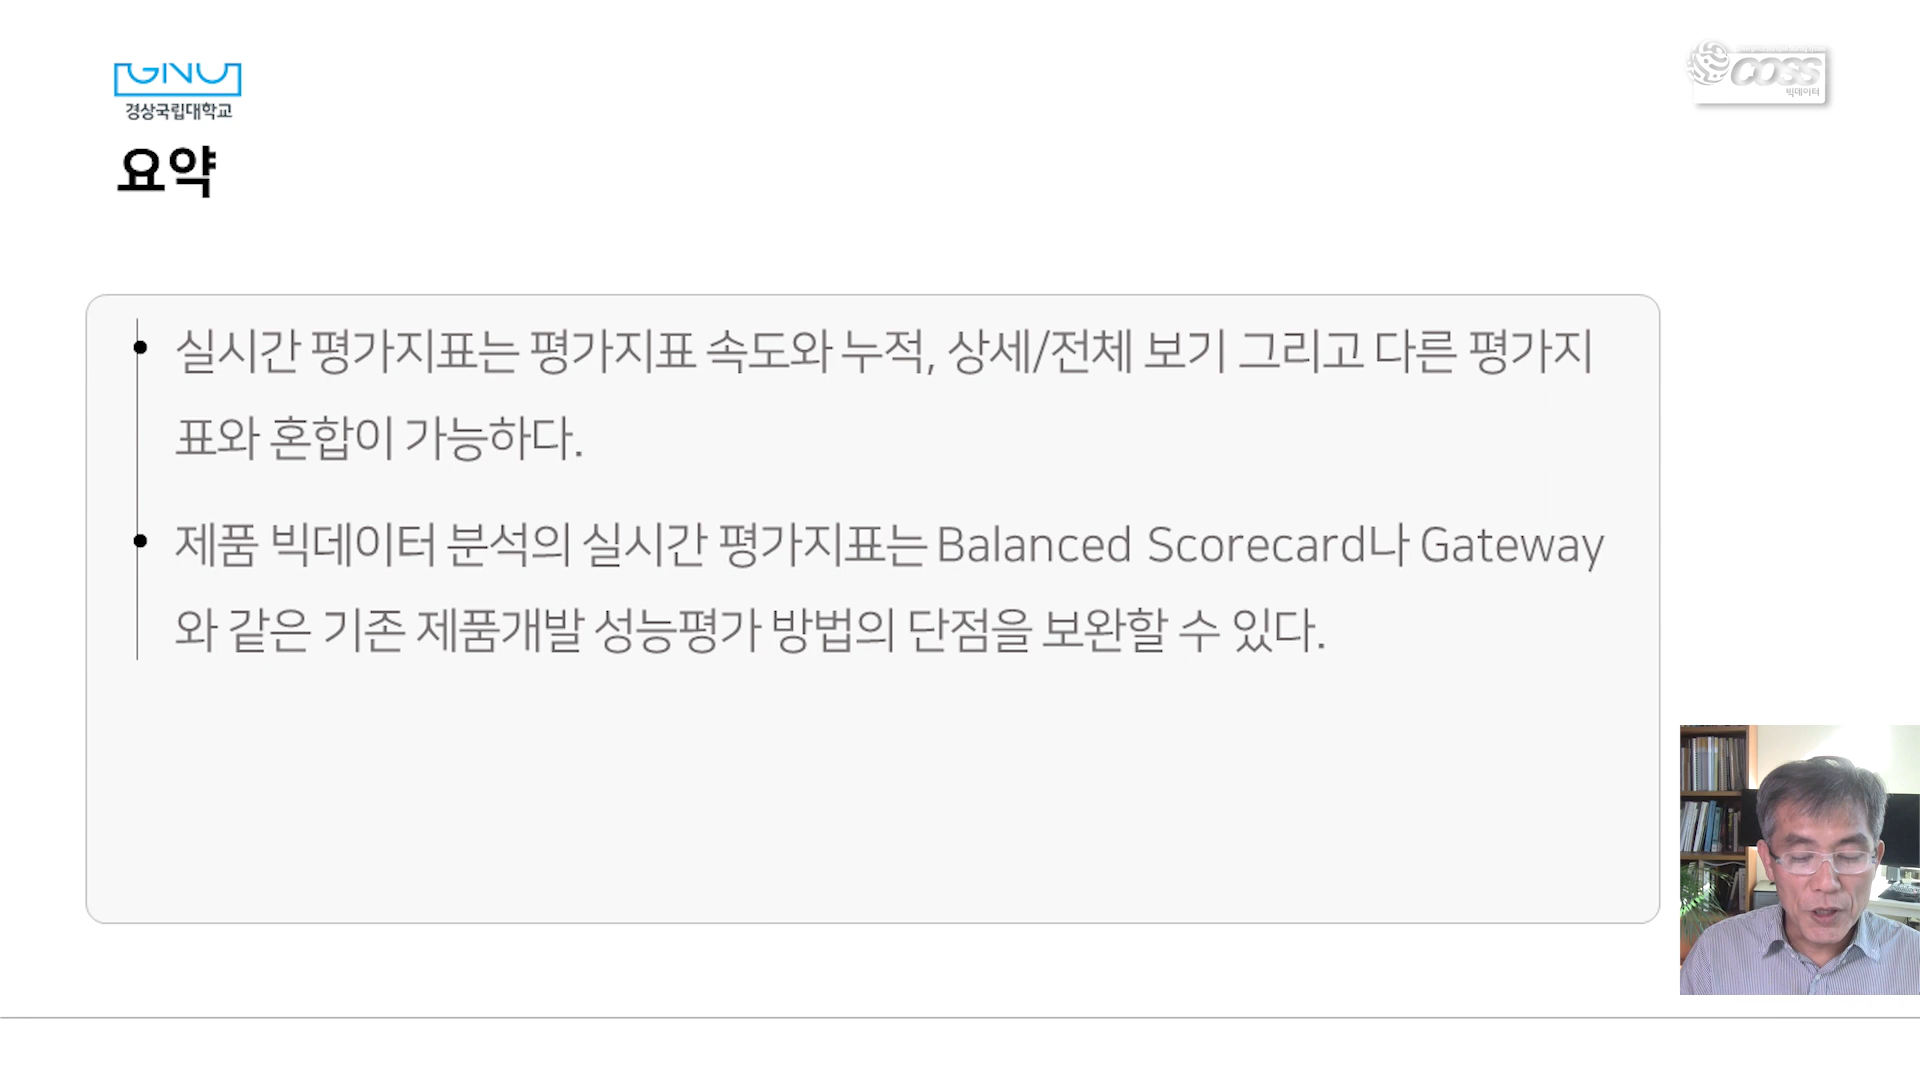 GNU
경상국립대학교
COSS
빅데이터
요약
실시간 평가지표는 평가지표 속도와 누적, 상세/전체 보기 그리고 다른 평가지
표와 혼합이 가능하다.
제품 빅데이터 분석의 실시간 평가지표는 Balanced Scorecard나 Gateway
와 같은 기존 제품개발 성능평가 방법의 단점을 보완할 수 있다.